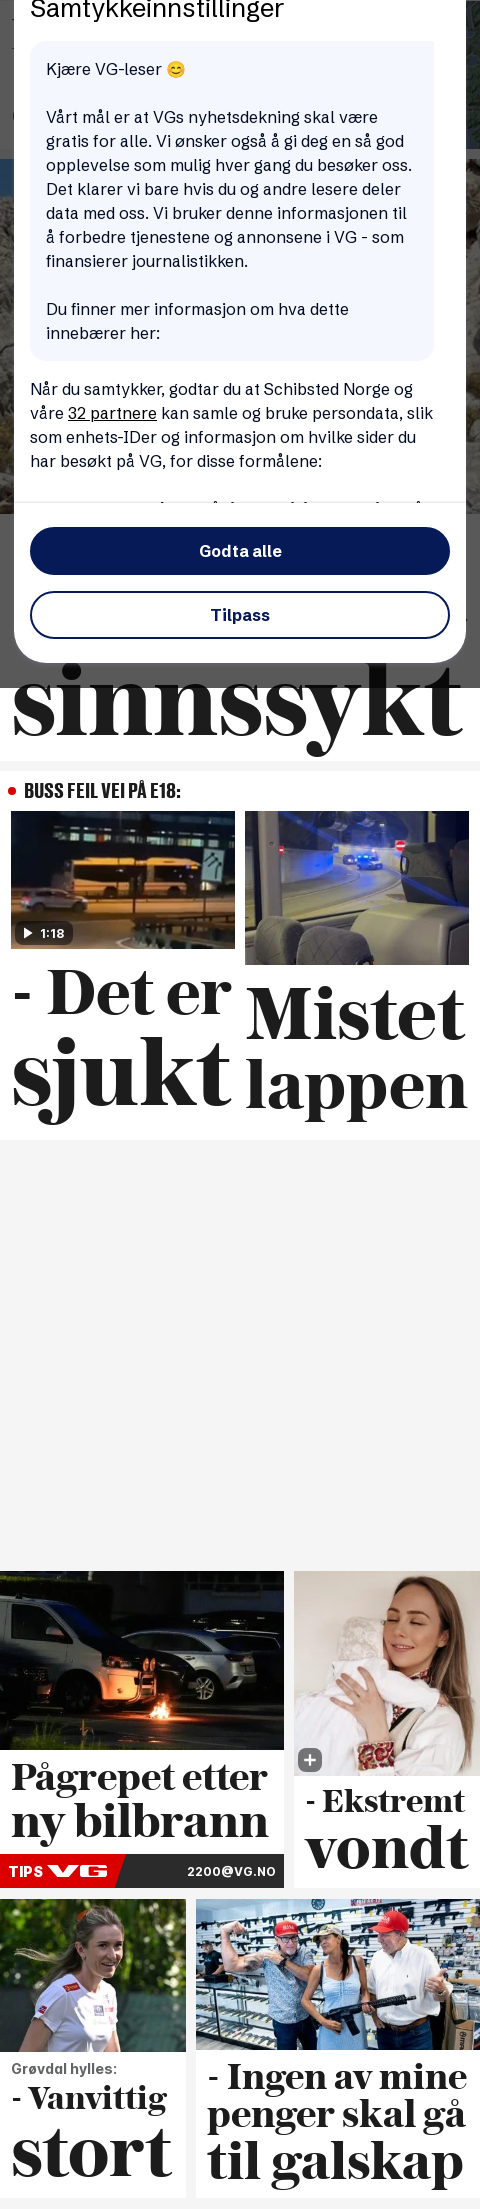 Samtykkeinnstillinger
Kjære VG-leser 😊
Vårt mål er at VGs nyhetsdekning skal være
gratis for alle. Vi ønsker også å gi deg en så god
opplevelse som mulig hver gang du besøker oss.
Det klarer vi bare hvis du og andre lesere deler
data med oss. Vi bruker denne informasjonen til
å forbedre tjenestene og annonsene i VG - som
finansierer journalistikken.
Du finner mer informasjon om hva dette
innebærer her:
Når du samtykker, godtar du at Schibsted Norge og
våre 32 partnere kan samle og bruke persondata, slik
som enhets-IDer og informasjon om hvilke sider du
har besøkt på VG, for disse formålene:
Godta alle
Tilpass
sinnssykt
BUSS FEIL VEI PÅ E18:
1:18
- Det er
sjukt
Mistet
lappen
Pågrepet etter
ny bilbrann
TIPS VG 2200@VG.NO
- Ekstremt
vondt
Grøvdal hylles:
- Vanvittig
stort
- Ingen av mine
penger skal gå
til galskap